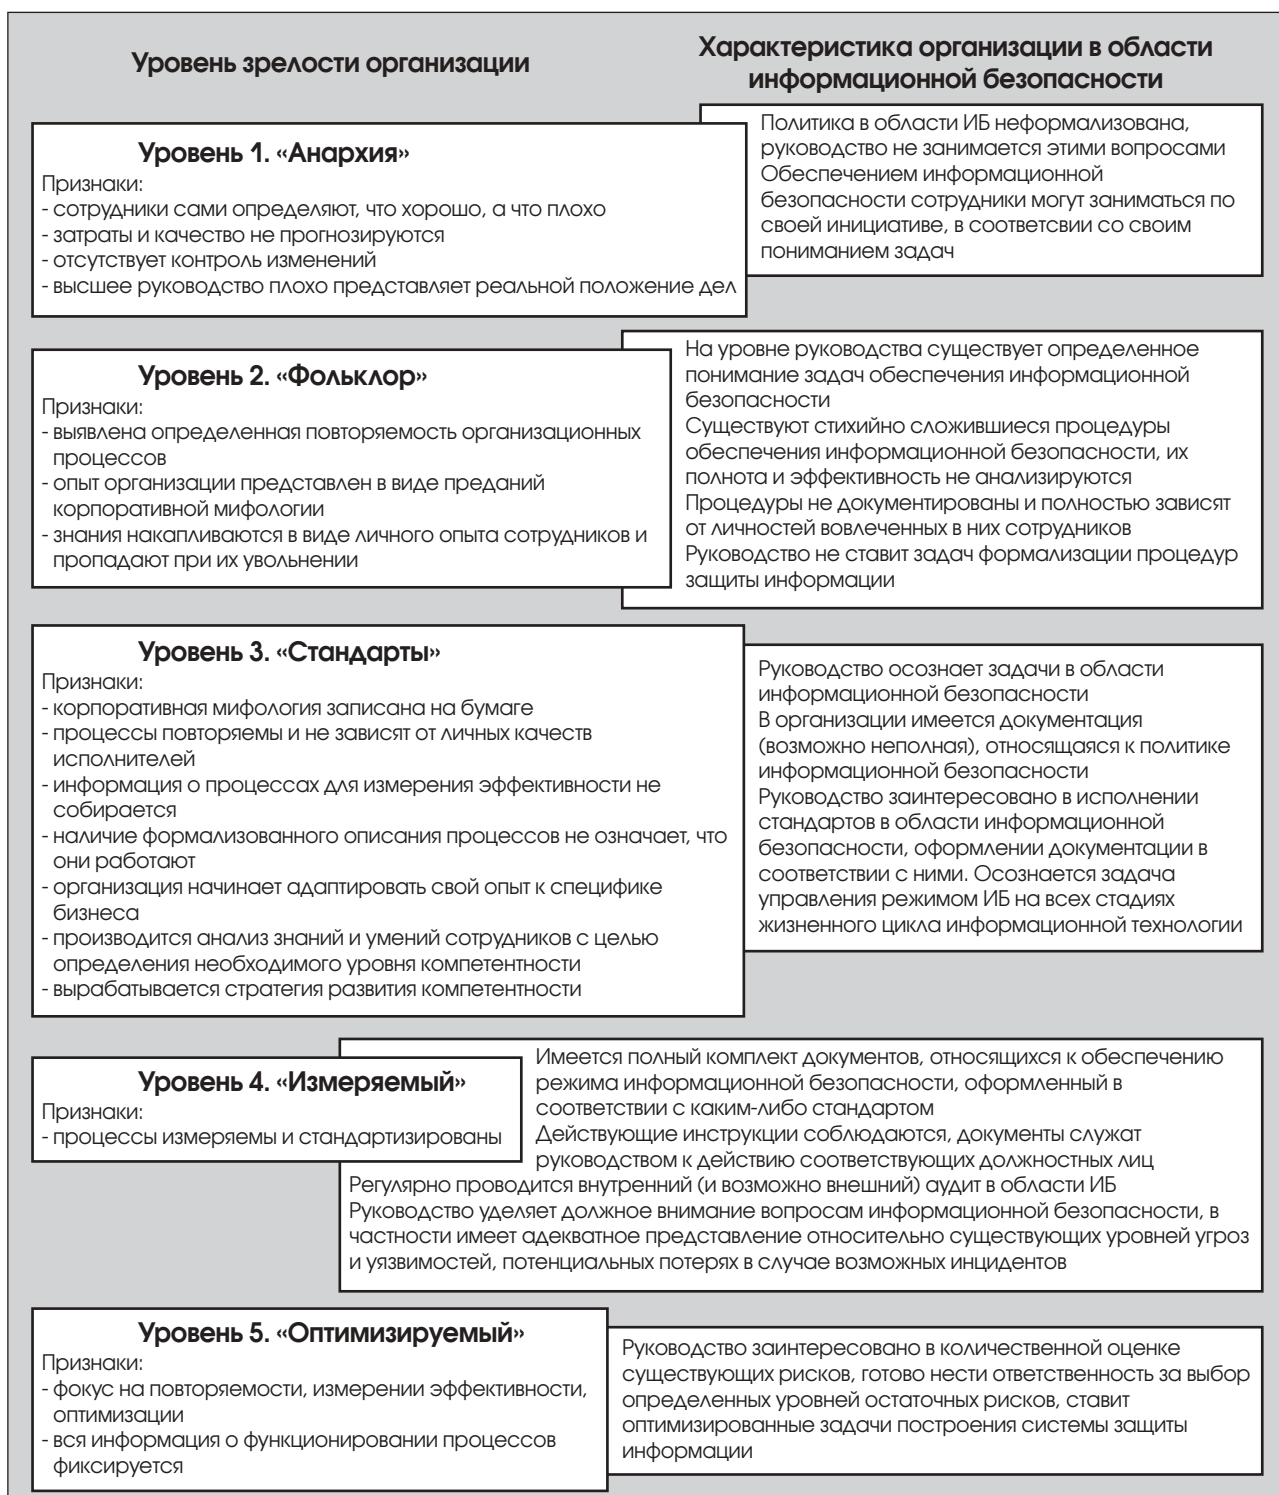 Уровень зрелости организации
Характеристика организации в области
информационной безопасности
Уровень 1. «Анархия»
Признаки:
- сотрудники сами определяют, что хорошо, а что плохо
- затраты и качество не прогнозируются
- отсутствует контроль изменений
- высшее руководство плохо представляет реальной положение дел
Политика в области ИБ неформализована,
руководство не занимается этими вопросами
Обеспечением информационной
безопасности сотрудники могут заниматься по
своей инициативе, в соответсвии со своим
пониманием задач
Уровень 2. «Фольклор»
Признаки:
- выявлена определенная повторяемость организационных
процессов
- опыт организации представлен в виде преданий
корпоративной мифологии
- знания накапливаются в виде личного опыта сотрудников и
пропадают при их увольнении
На уровне руководства существует определенное
понимание задач обеспечения информационной
безопасности
Существуют стихийно сложившиеся процедуры
обеспечения информационной безопасности, их
полнота и эффективность не анализируются
Процедуры не документированы и полностью зависят
от личностей вовлеченных в них сотрудников
Руководство не ставит задач формализации процедур
защиты информации
Уровень 3. «Стандарты»
Признаки:
- корпоративная мифология записана на бумаге
- процессы повторяемы и не зависят от личных качеств
исполнителей
- информация о процессах для измерения эффективности не
собирается
- наличие формализованного описания процессов не означает, что
они работают
- организация начинает адаптировать свой опыт к специфике
бизнеса
- производится анализ знаний и умений сотрудников с целью
определения необходимого уровня компетентности
- вырабатывается стратегия развития компетентности
Руководство осознает задачи в области
информационной безопасности
В организации имеется документация
(возможно неполная), относящаяся к политике
информационной безопасности
Руководство заинтересовано в исполнении
стандартов в области информационной
безопасности, оформлении документации в
соответствии с ними. Осознается задача
управления режимом ИБ на всех стадиях
жизненного цикла информационной технологии
Уровень 4. «Измеряемый»
Признаки:
- процессы измеряемы и стандартизированы
Имеется полный комплект документов, относящихся к обеспечению
режима информационной безопасности, оформленный в
соответствии с каким-либо стандартом
Действующие инструкции соблюдаются, документы служат
руководством к действию соответствующих должностных лиц
Регулярно проводится внутренний (и возможно внешний) аудит в области ИБ
Руководство уделяет должное внимание вопросам информационной безопасности, в
частности имеет адекватное представление относительно существующих уровней угроз
и уязвимостей, потенциальных потерях в случае возможных инцидентов
Уровень 5. «Оптимизируемый»
Признаки:
- фокус на повторяемости, измерении эффективности,
оптимизации
- вся информация о функционировании процессов
фиксируется
Руководство заинтересовано в количественной оценке
существующих рисков, готово нести ответственность за выбор
определенных уровней остаточных рисков, ставит
оптимизированные задачи построения системы защиты
информации